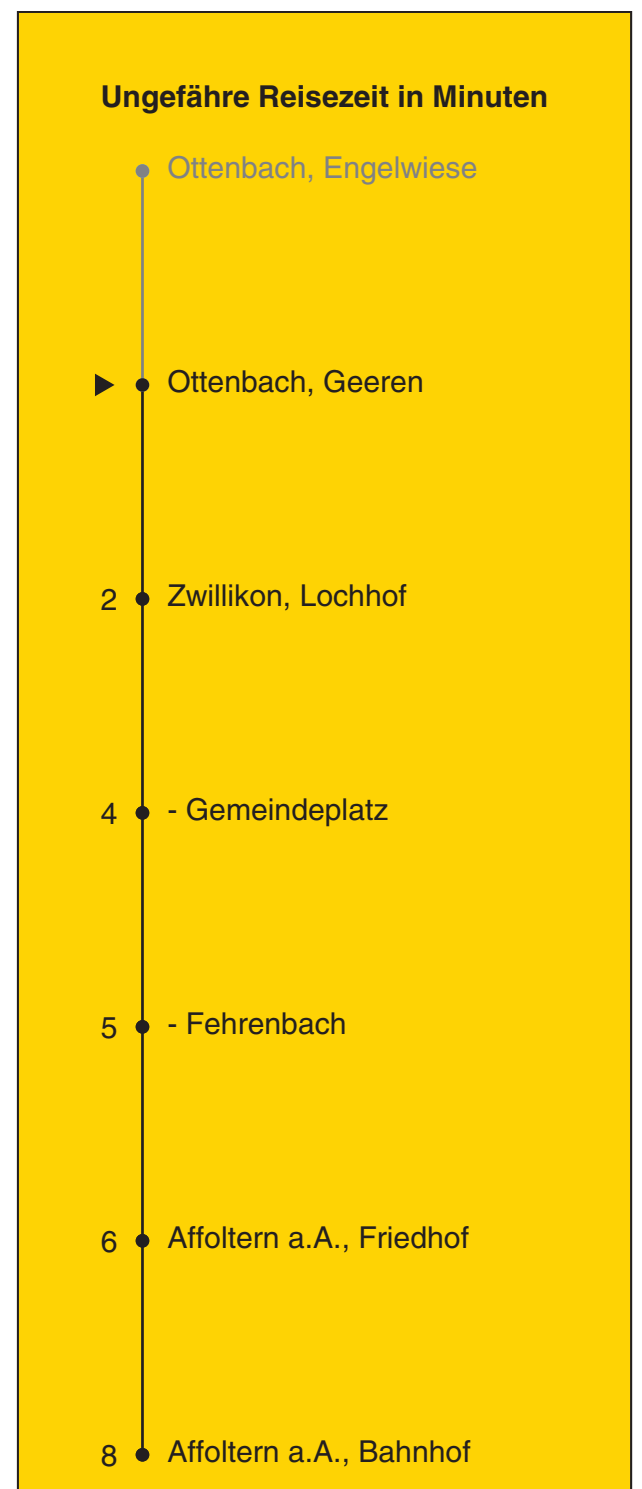 Ungefähre Reisezeit in Minuten
Ottenbach, Engelwiese
Ottenbach, Geeren
2 Zwillikon, Lochhof
4 - Gemeindeplatz
5 - Fehrenbach
6 Affoltern a.A., Friedhof
8 Affoltern a.A., Bahnhof